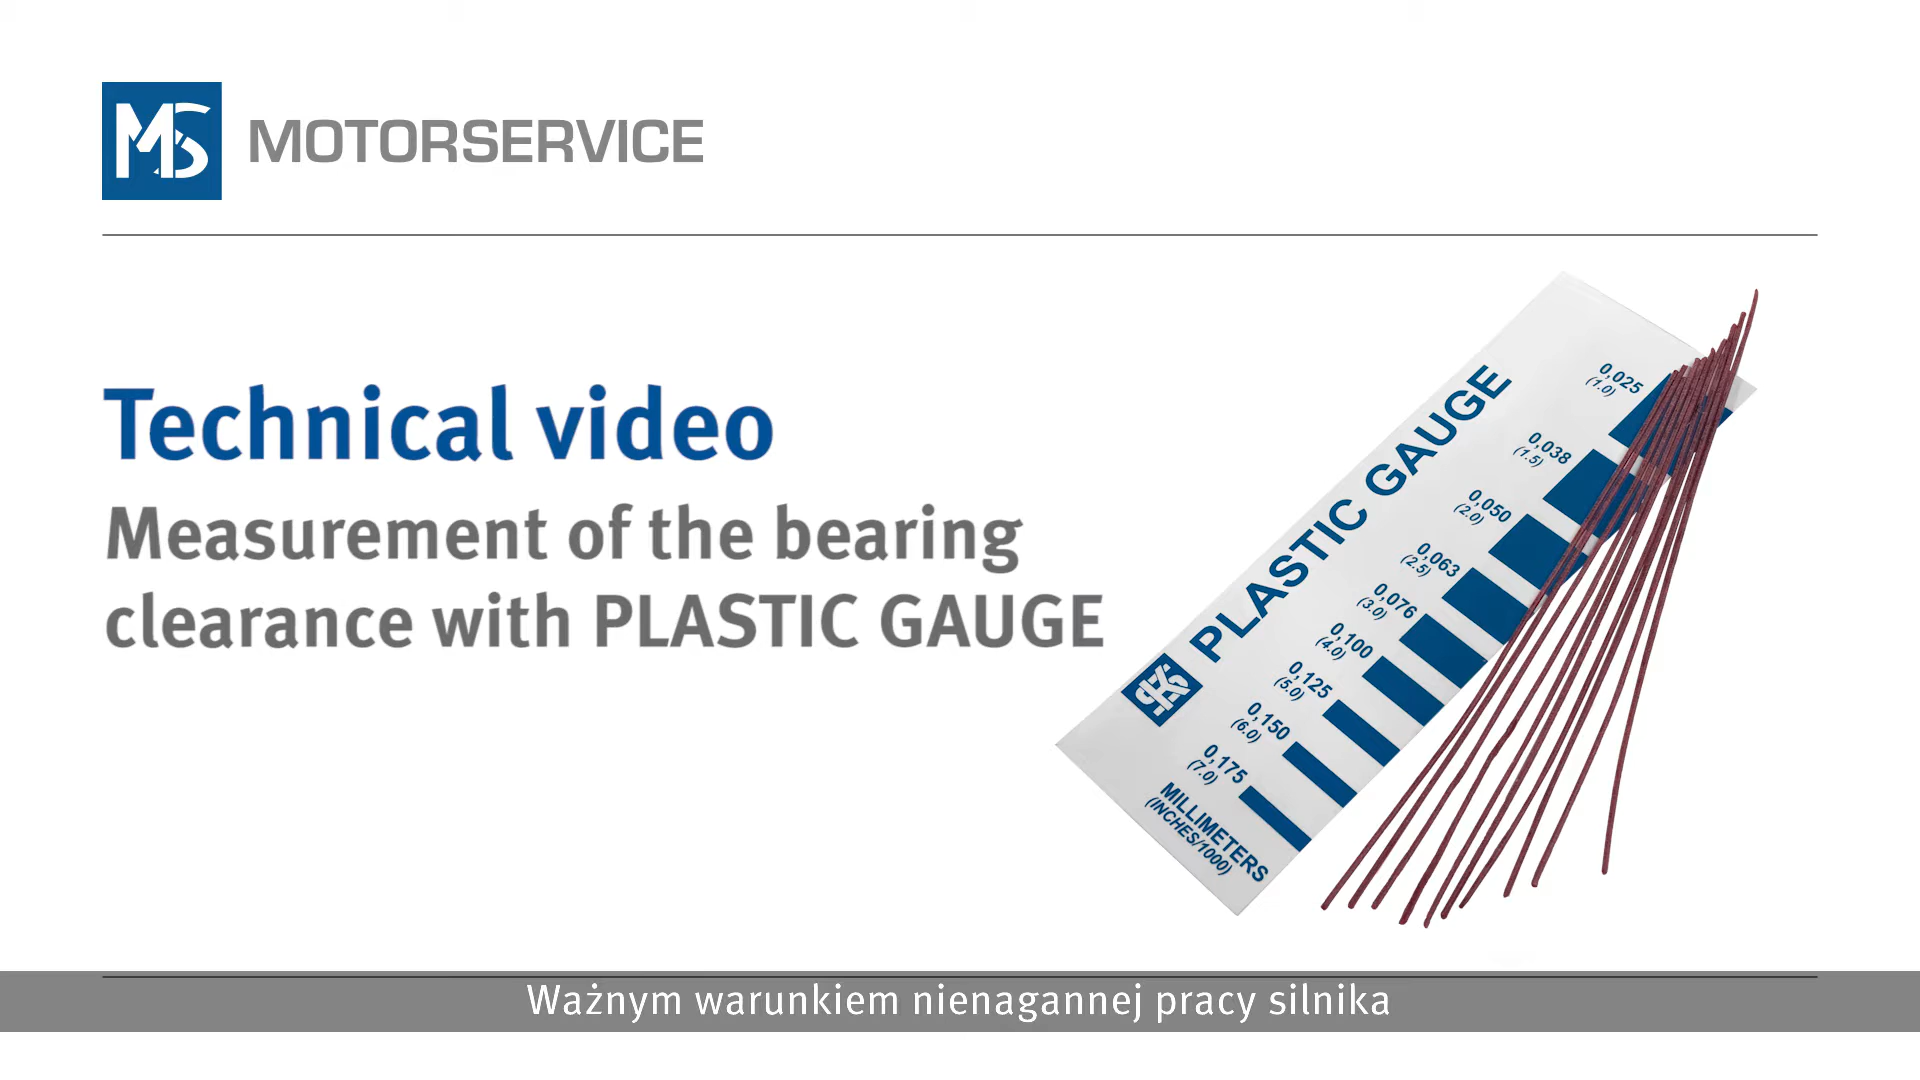 MS MOTORSERVICE
Technical video
Measurement of the bearing
clearance with PLASTIC GAUGE
KS PLASTIC GAUGE
0,025
(1.0)
0,038
(1.5)
0,050
(2.0)
0,063
(2.5)
0,076
(3.0)
0,100
(4.0)
0,125
(5.0)
0,150
(6.0)
0,175
(7.0)
MILLIMETERS
(INCHES/1000)
Ważnym warunkiem nienagannej pracy silnika